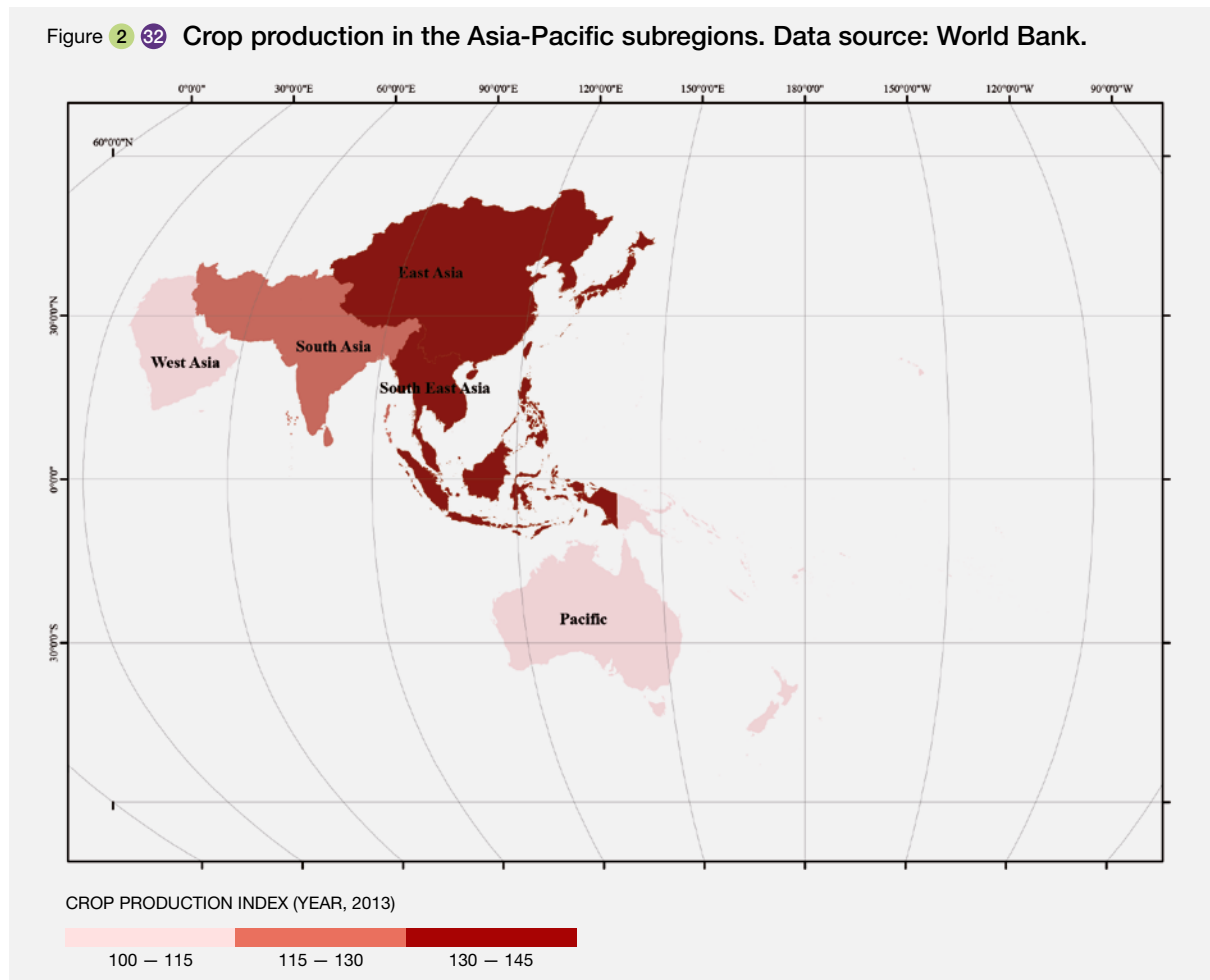 Figure 2 32 Crop production in the Asia-Pacific subregions. Data source: World Bank.
0°0'0" 30°0'0"E 60°0'0"E 90°0'0"E 120°0'0"E 150°0'0"E 180°0'0" 150°0'0"W 120°0'0"W 90°0'0"W
60°0'0"N
East Asia
30°0'0"N
South Asia
West Asia
South East Asia
0°0'0"
Pacific
30°0'0"S
CROP PRODUCTION INDEX (YEAR, 2013)
100 — 115 115 — 130 130 — 145